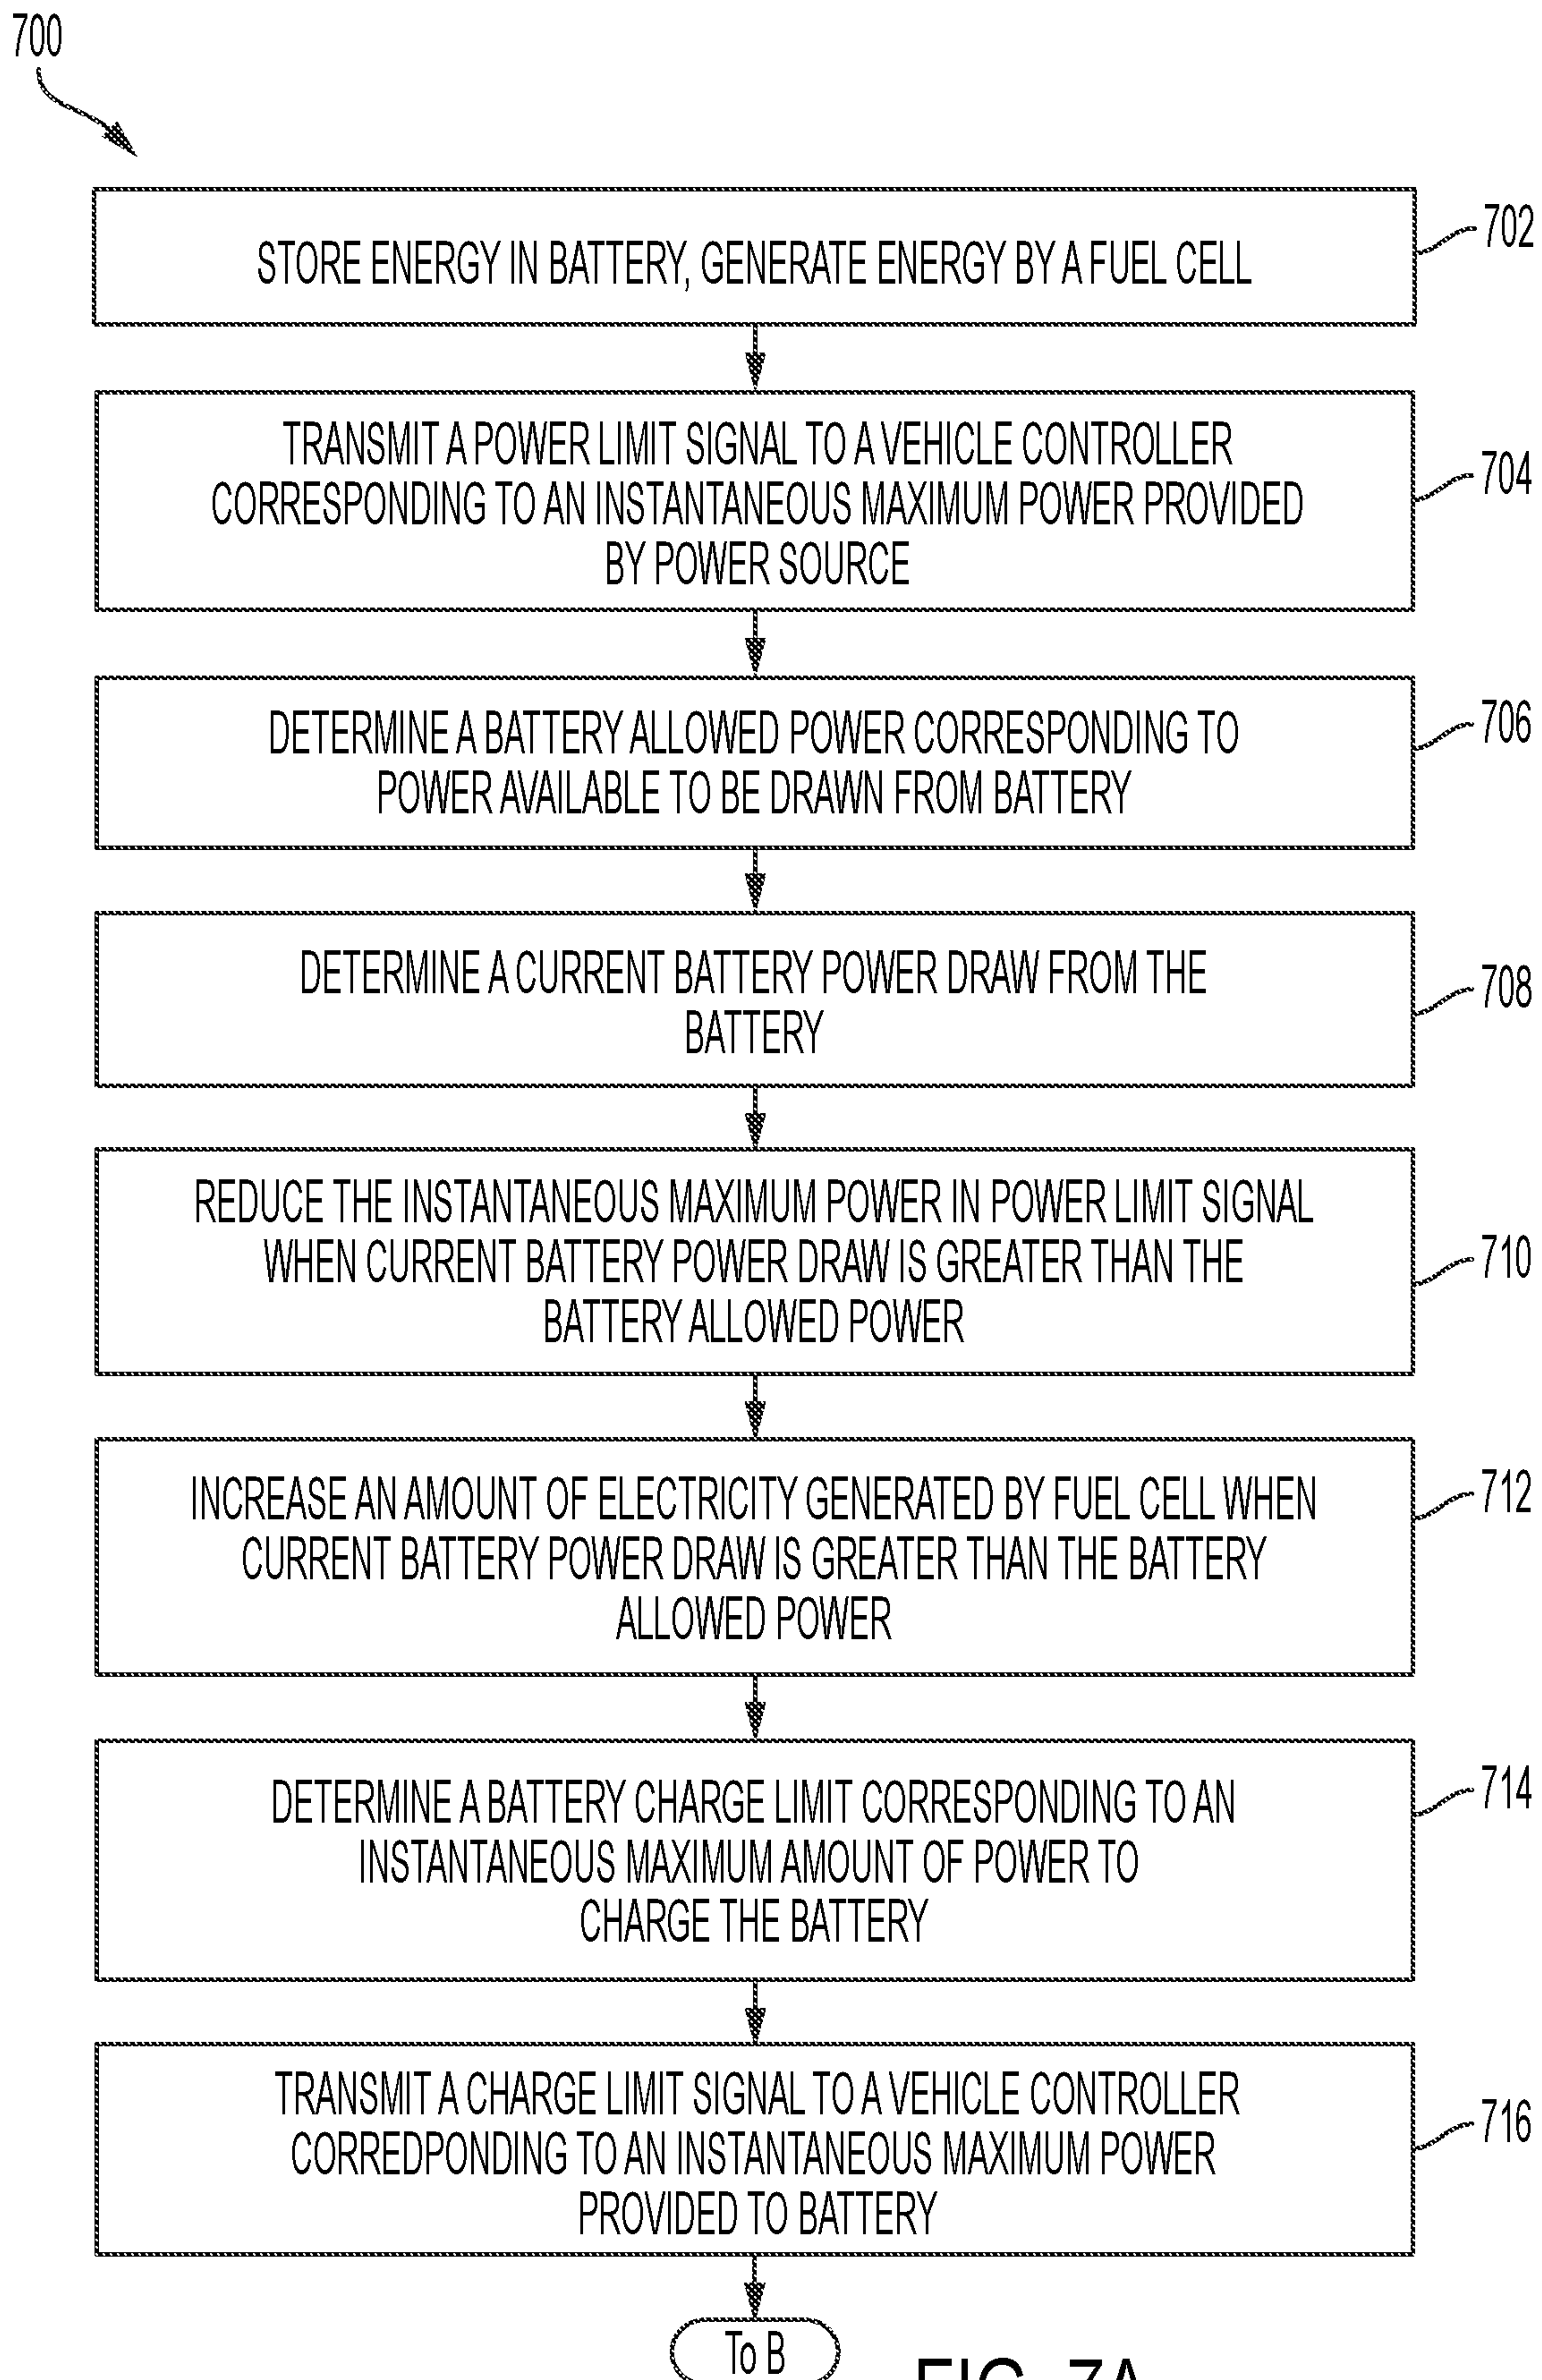 700
STORE ENERGY IN BATTERY, GENERATE ENERGY BY A FUEL CELL
702
TRANSMIT A POWER LIMIT SIGNAL TO A VEHICLE CONTROLLER
CORRESPONDING TO AN INSTANTANEOUS MAXIMUM POWER PROVIDED
BY POWER SOURCE
704
DETERMINE A BATTERY ALLOWED POWER CORRESPONDING TO
POWER AVAILABLE TO BE DRAWN FROM BATTERY
706
DETERMINE A CURRENT BATTERY POWER DRAW FROM THE
BATTERY
708
REDUCE THE INSTANTANEOUS MAXIMUM POWER IN POWER LIMIT SIGNAL
WHEN CURRENT BATTERY POWER DRAW IS GREATER THAN THE
BATTERY ALLOWED POWER
710
INCREASE AN AMOUNT OF ELECTRICITY GENERATED BY FUEL CELL WHEN
CURRENT BATTERY POWER DRAW IS GREATER THAN THE BATTERY
ALLOWED POWER
712
DETERMINE A BATTERY CHARGE LIMIT CORRESPONDING TO AN
INSTANTANEOUS MAXIMUM AMOUNT OF POWER TO
CHARGE THE BATTERY
714
TRANSMIT A CHARGE LIMIT SIGNAL TO A VEHICLE CONTROLLER
CORREDPONDING TO AN INSTANTANEOUS MAXIMUM POWER
PROVIDED TO BATTERY
716
To B
FIG. 7A